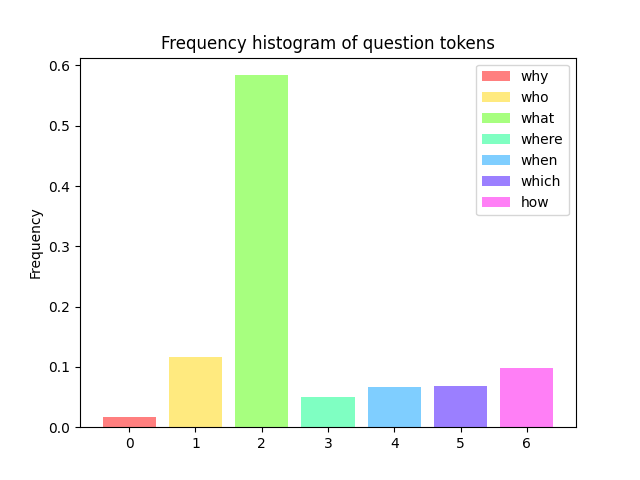 Frequency histogram of question tokens
0.6
0.5
0.4
0.3
0.2
0.1
0.0
Frequency
why
who
what
where
when
which
how
0 1 2 3 4 5 6